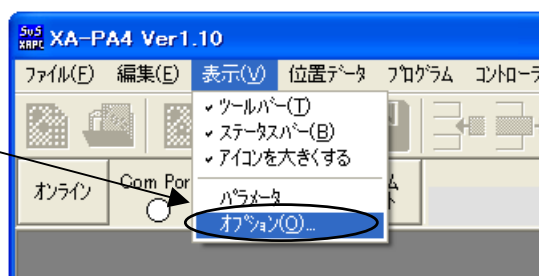 SvS
XAPC
XA-PA4 Ver1.10
ﾌｧｲﾙ(F) 編集(E) 表示(V) 位置ﾃﾞｰﾀ ﾌﾟﾛｸﾞﾗﾑ ｺﾝﾄﾛｰﾗ
ﾂｰﾙﾊﾞｰ(T)
ｽﾃｰﾀｽﾊﾞｰ(B)
ｱｲｺﾝを大きくする
ｵﾝﾗｲﾝ Com Por
ﾊﾟﾗﾒｰﾀ
ｵﾌﾟｼｮﾝ(O)...